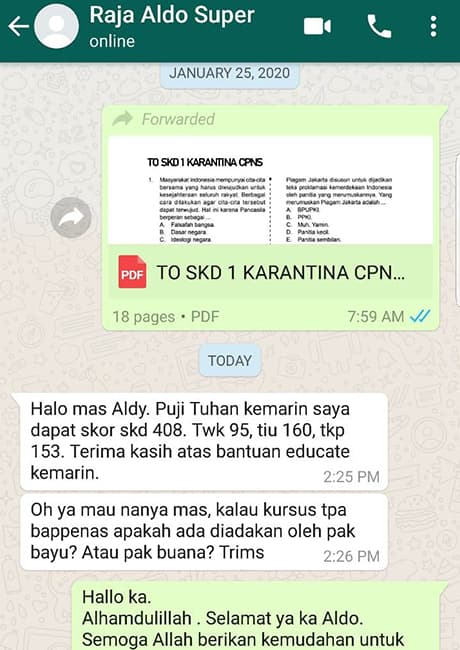 Raja Aldo Super
online
JANUARY 25, 2020
Forwarded
TO SKD 1 KARANTINA CPNS
1. Masyarakat Indonesia mempunyai cita-cita
bersama yang harus diwujudkan untuk
kesejahteraan seluruh rakyat. Berbagai
cara dilakukan agar cita-cita tersebut
dapat terwujud. Hal ini karena Pancasila
berperan sebagai ...
A. Falsafah bangsa
B. Dasar negara
C. Ideologi negara
Piagam Jakarta disusun untuk dijadikan
teks proklamasi kemerdekaan Indonesia
oleh panitia yang merumuskannya. Yang
merumuskan Piagam Jakarta adalah ...
A. BPUPKI.
B. PPKI.
C. Muh. Yamin.
D. Panitia kecil.
E. Panitia sembilan.
PDF
TO SKD 1 KARANTINA CPN...
18 pages • PDF
7:59 AM
TODAY
Halo mas Aldy. Puji Tuhan kemarin saya
dapat skor skd 408. Twk 95, tiu 160, tkp
153. Terima kasih atas bantuan educate
kemarin.
2:25 PM
Oh ya mau nanya mas, kalau kursus tpa
bappenas apakah ada diadakan oleh pak
bayu? Atau pak buana? Trims
2:26 PM
Hallo ka.
Alhamdulillah . Selamat ya ka Aldo.
Semoga Allah berikan kemudahan untuk